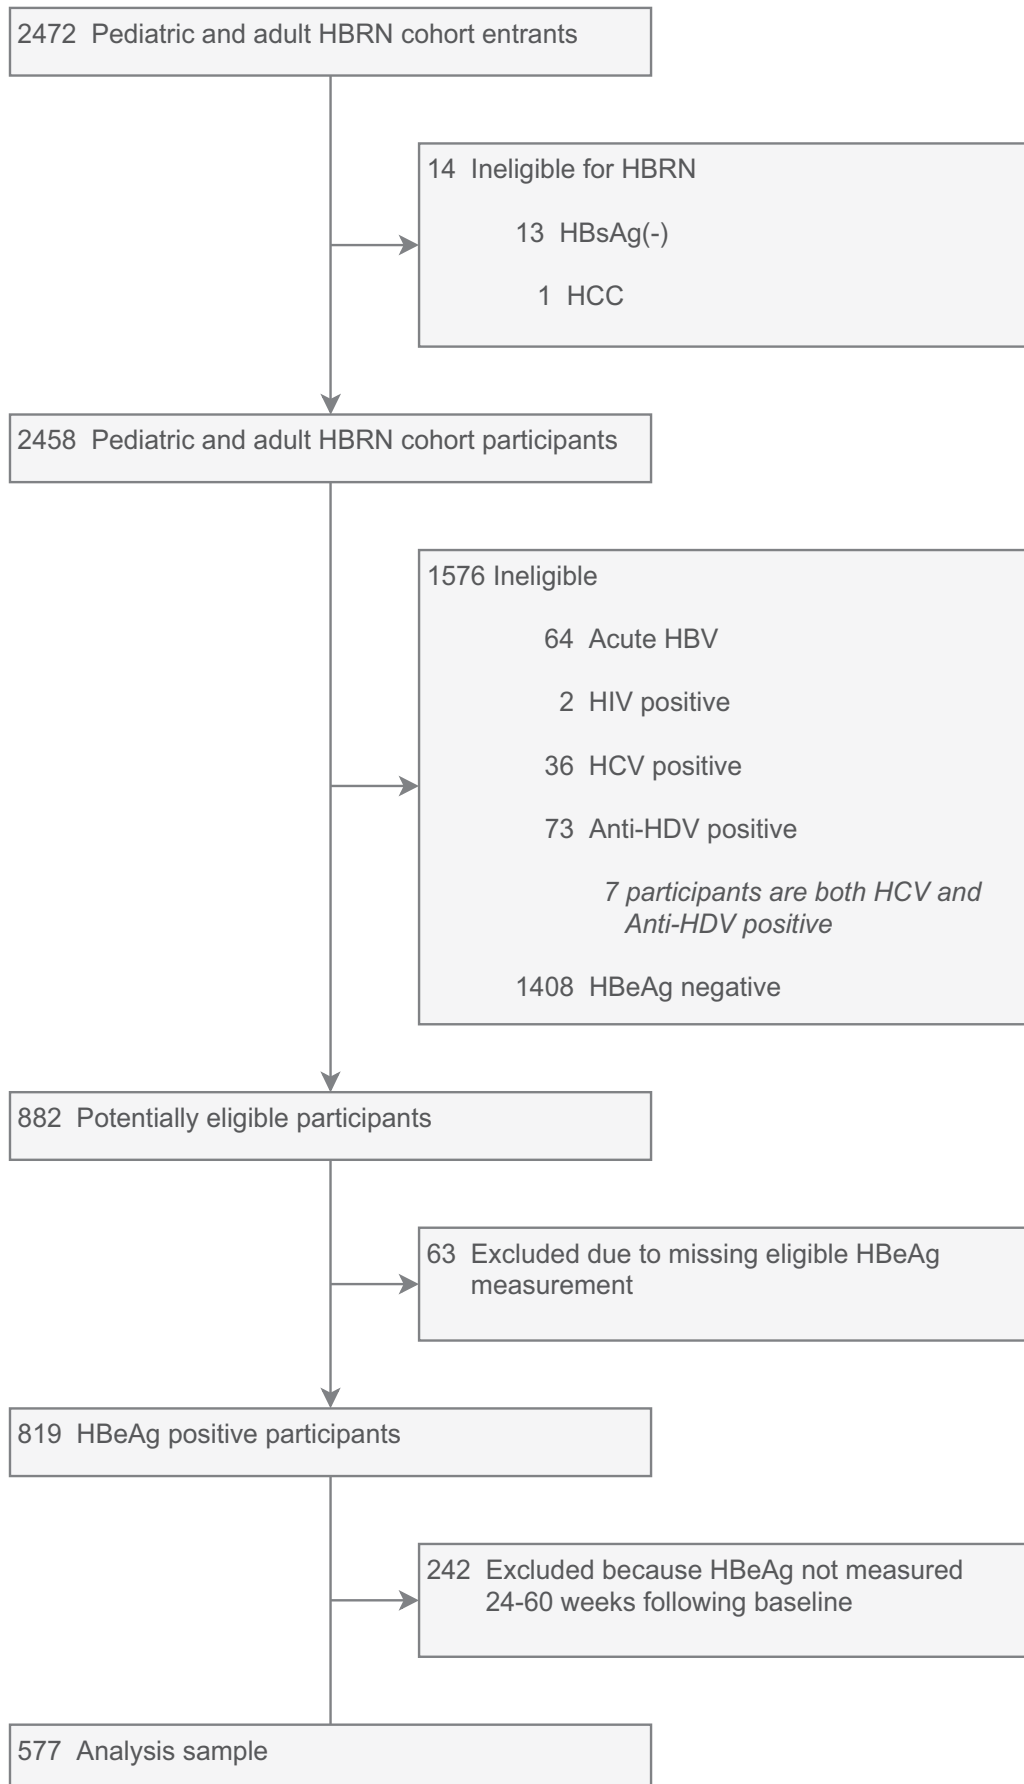 2472 Pediatric and adult HBRN cohort entrants
14 Ineligible for HBRN
13 HBsAg(-)
1 HCC
2458 Pediatric and adult HBRN cohort participants
1576 Ineligible
64 Acute HBV
2 HIV positive
36 HCV positive
73 Anti-HDV positive
7 participants are both HCV and
Anti-HDV positive
1408 HBeAg negative
882 Potentially eligible participants
63 Excluded due to missing eligible HBeAg
measurement
819 HBeAg positive participants
242 Excluded because HBeAg not measured
24-60 weeks following baseline
577 Analysis sample